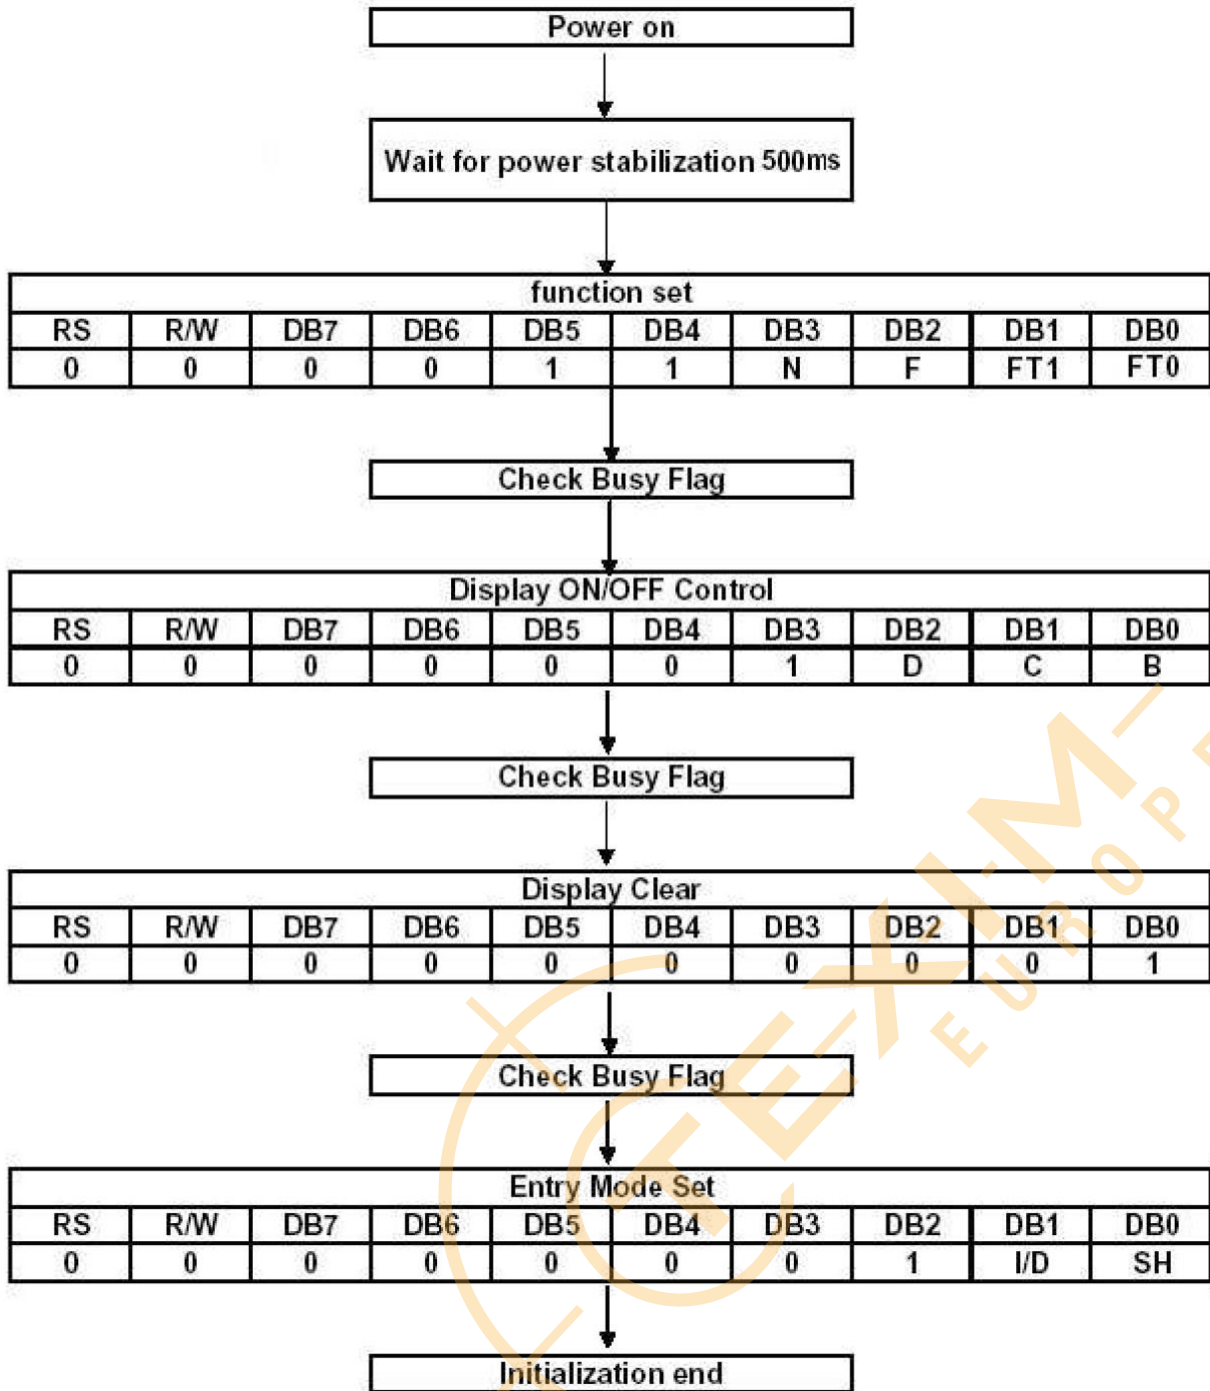 Power on
Wait for power stabilization 500ms
function set
RS R/W DB7 DB6 DB5 DB4 DB3 DB2 DB1 DB0
0 0 0 0 1 1 N F FT1 FT0
Check Busy Flag
Display ON/OFF Control
RS R/W DB7 DB6 DB5 DB4 DB3 DB2 DB1 DB0
0 0 0 0 0 0 1 D C B
Check Busy Flag
Display Clear
RS R/W DB7 DB6 DB5 DB4 DB3 DB2 DB1 DB0
0 0 0 0 0 0 0 0 0 1
Check Busy Flag
Entry Mode Set
RS R/W DB7 DB6 DB5 DB4 DB3 DB2 DB1 DB0
0 0 0 0 0 0 0 1 I/D SH
Initialization end
TEXIM